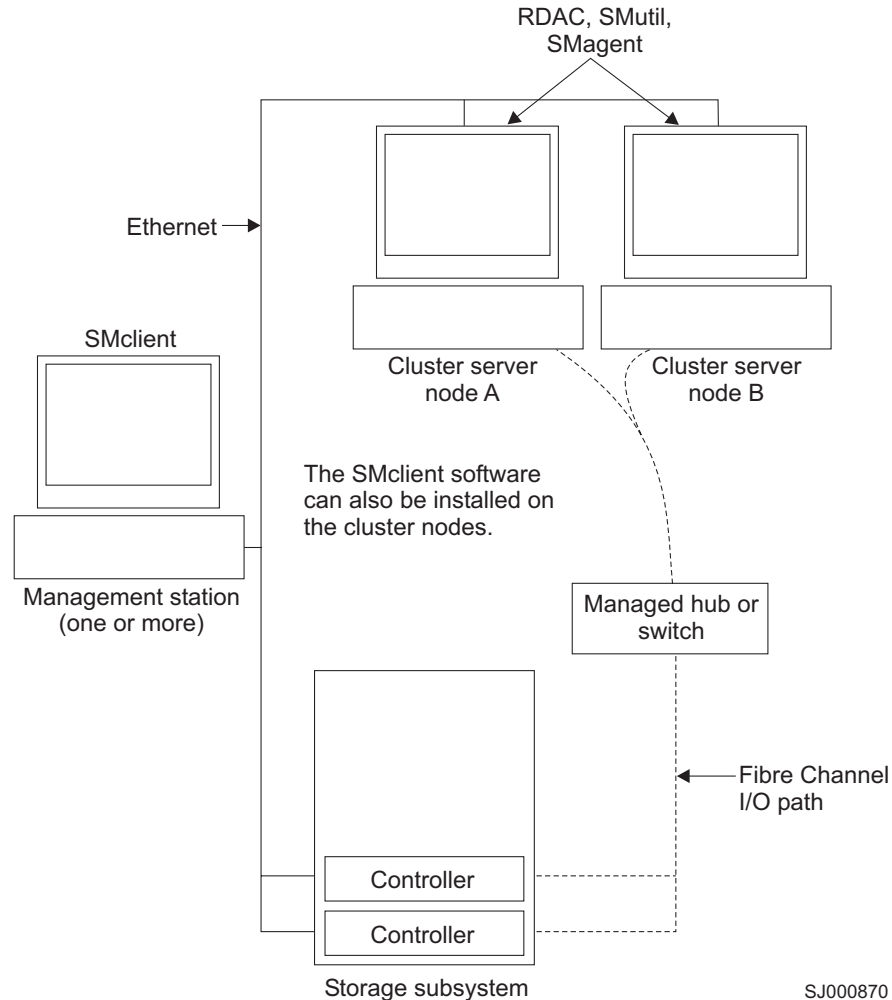 RDAC, SMutil,
SMagent
Ethernet
SMclient
Cluster server
node A
Cluster server
node B
The SMclient software
can also be installed on
the cluster nodes.
Management station
(one or more)
Managed hub or
switch
Fibre Channel
I/O path
Controller
Controller
Storage subsystem
SJ000870